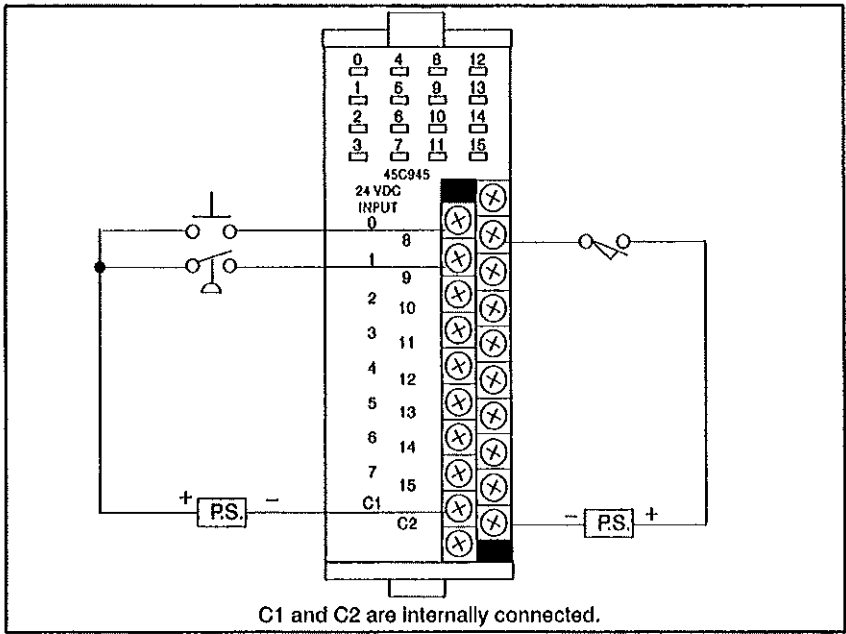 0 4 8 12
1 5 9 13
2 6 10 14
3 7 11 15
45C945
24 VDC
INPUT
0
8
1
9
2
10
3
11
4
12
5
13
6
14
7
15
C1
C2
+ P.S. −
− P.S. +
C1 and C2 are internally connected.